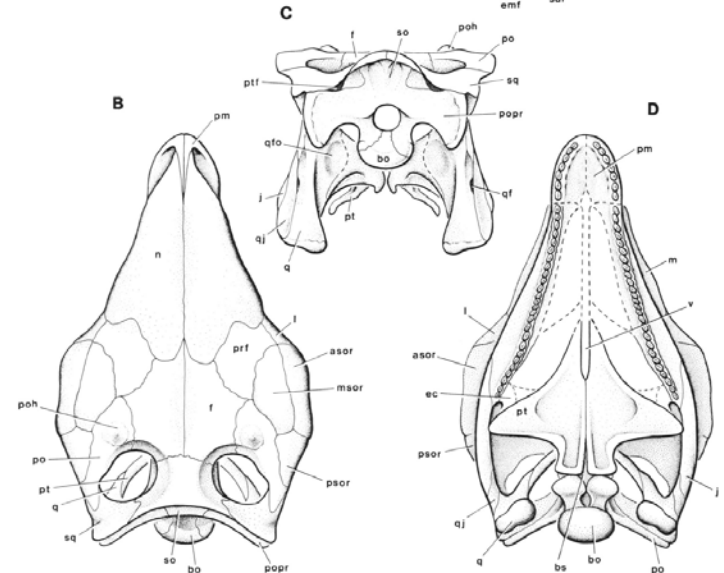 C
emf
f
so
poh
po
ptf
sq
B
D
popr
pm
pm
qfo
bo
j
qf
qj
pt
q
n
m
l
l
v
prf
asor
asor
msor
f
ec
poh
pt
po
psor
psor
pt
q
j
qj
sq
q
so
bo
popr
bs
bo
po